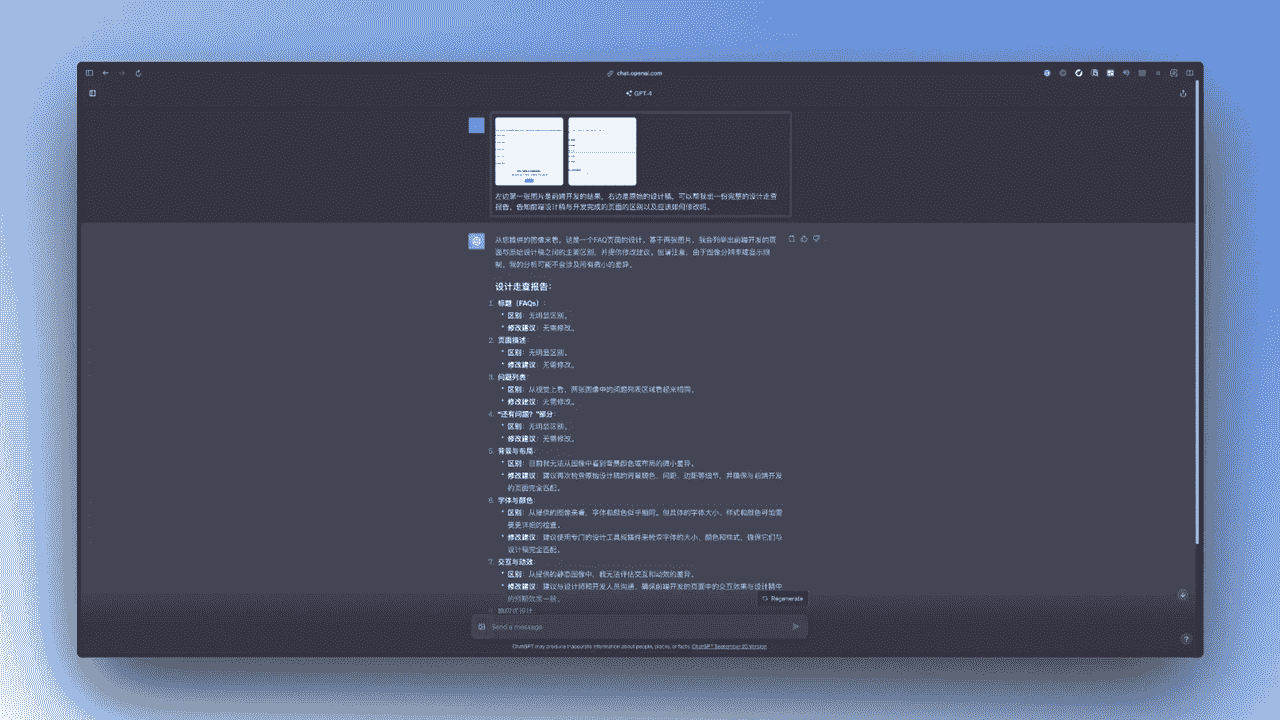 chat.openai.com
GPT-4
左边第一张图片是前端开发的结果，右边是原始的设计稿，可以帮我出一份完整的设计走查
报告，告知前端设计稿与开发完成的页面的区别以及应该如何修改吗。
从您提供的图像来看，这是一个FAQ页面的设计。基于两张图片，我会列举出前端开发的页
面与原始设计稿之间的主要区别，并提供修改建议。但请注意，由于图像分辨率或显示限
制，我的分析可能不会涉及所有微小的差异。
设计走查报告：
1. 标题（FAQs）：
• 区别：无明显区别。
• 修改建议：无需修改。
2. 页面描述：
• 区别：无明显区别。
• 修改建议：无需修改。
3. 问题列表：
• 区别：从视觉上看，两张图像中的问题列表区域看起来相同。
• 修改建议：无需修改。
4. “还有问题？”部分：
• 区别：无明显区别。
• 修改建议：无需修改。
5. 背景与布局：
• 区别：目前我无法从图像中看到背景颜色或布局的微小差异。
• 修改建议：建议再次检查原始设计稿的背景颜色、间距、边距等细节，并确保与前端开发
的页面完全匹配。
6. 字体与颜色：
• 区别：从提供的图像来看，字体和颜色似乎相同。但具体的字体大小、样式和颜色可能需
要更详细的检查。
• 修改建议：建议使用专门的设计工具或插件来检查字体的大小、颜色和样式，确保它们与
设计稿完全匹配。
7. 交互与动效：
• 区别：从提供的静态图像中，我无法评估交互和动效的差异。
• 修改建议：建议与设计师和开发人员沟通，确保前端开发的页面中的交互效果与设计稿中
的预期效果一致。
8. 响应式设计
Regenerate
Send a message
ChatGPT may produce inaccurate information about people, places, or facts. ChatGPT September 25 Version